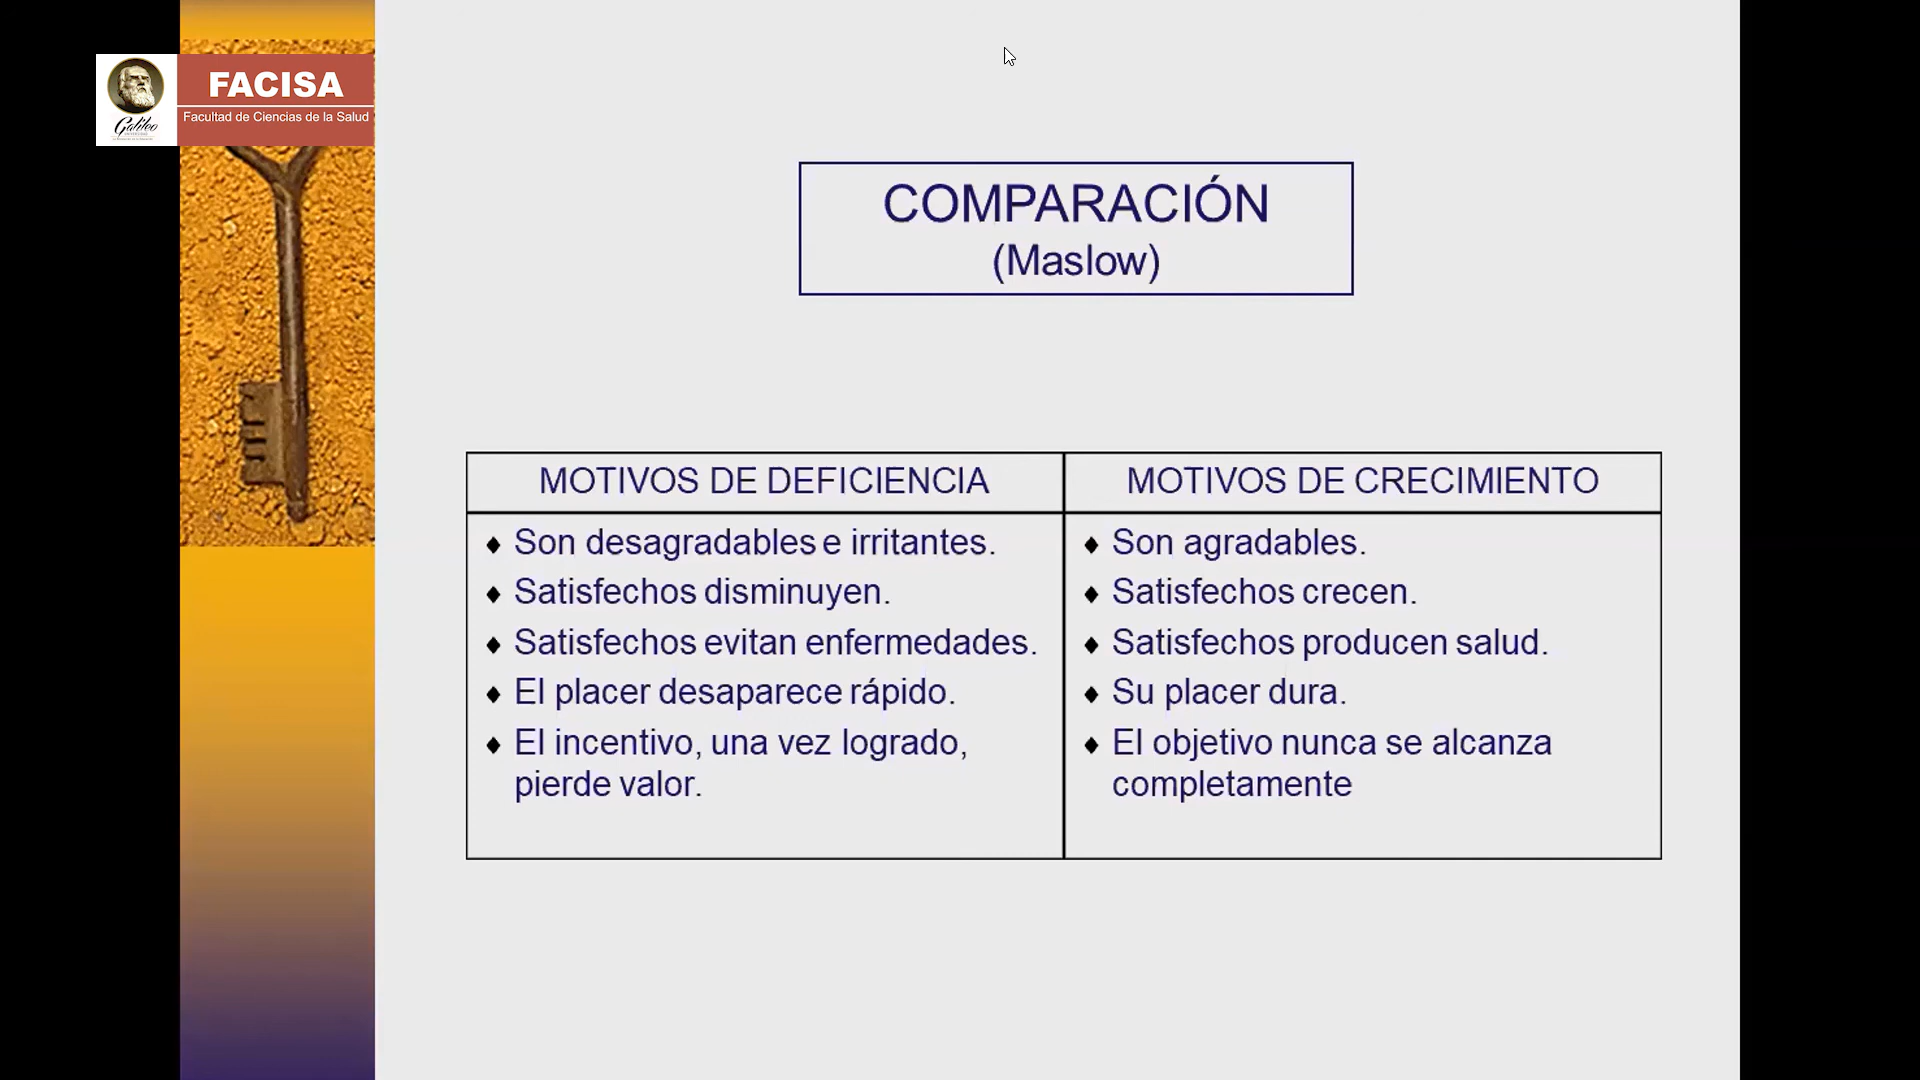 FACISA
Facultad de Ciencias de la Salud
Galileo
COMPARACIÓN
(Maslow)
MOTIVOS DE DEFICIENCIA
Son desagradables e irritantes.
Satisfechos disminuyen.
Satisfechos evitan enfermedades.
El placer desaparece rápido.
El incentivo, una vez logrado,
pierde valor.
MOTIVOS DE CRECIMIENTO
Son agradables.
Satisfechos crecen.
Satisfechos producen salud.
Su placer dura.
El objetivo nunca se alcanza
completamente